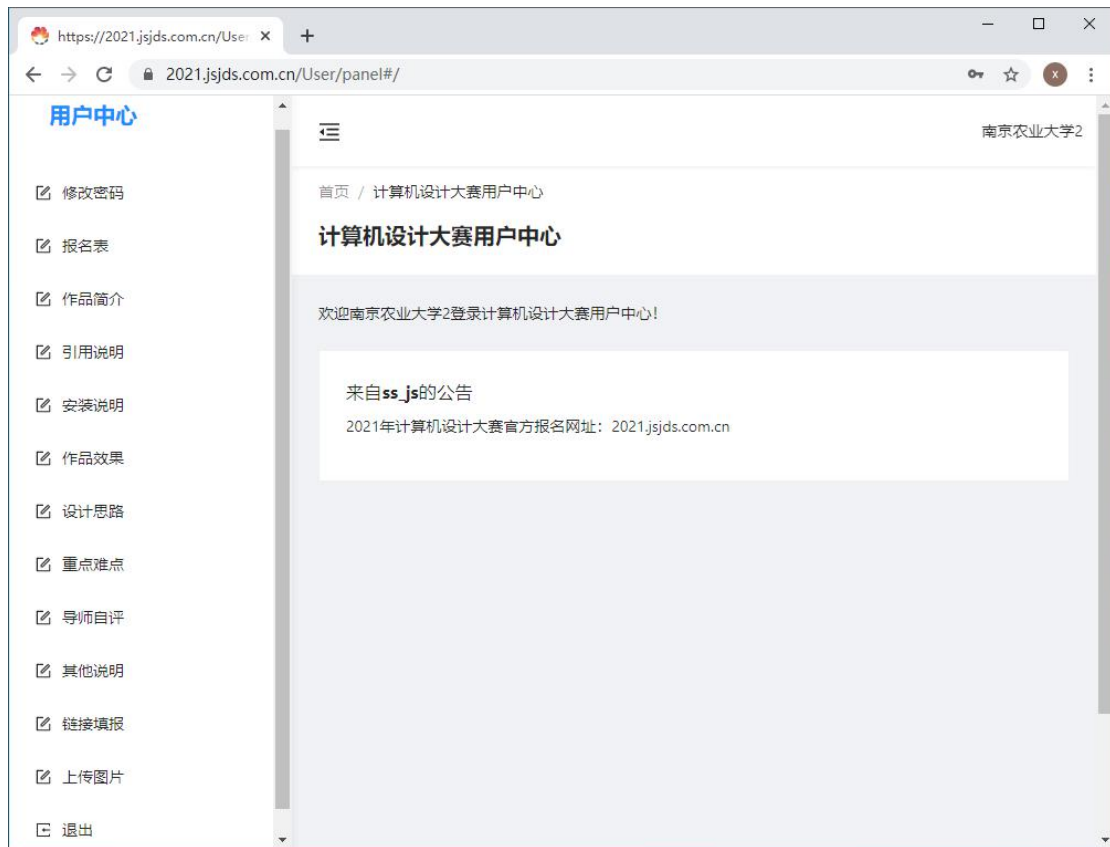 https://2021.jsjds.com.cn/User
2021.jsjds.com.cn/User/panel#/
X
用户中心
南京农业大学2
修改密码
报名表
作品简介
引用说明
安装说明
作品效果
设计思路
重点难点
导师自评
其他说明
链接填报
上传图片
退出
首页 / 计算机设计大赛用户中心
计算机设计大赛用户中心
欢迎南京农业大学2登录计算机设计大赛用户中心!
来自ss_js的公告
2021年计算机设计大赛官方报名网址：2021.jsjds.com.cn